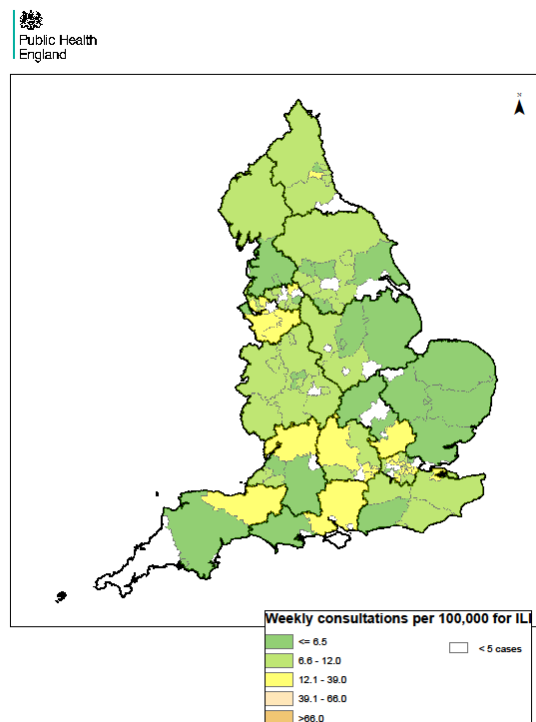 Public Health
England
N
Weekly consultations per 100,000 for ILI
<= 6.5
6.6 - 12.0
12.1 - 39.0
39.1 - 66.0
>66.0
< 5 cases